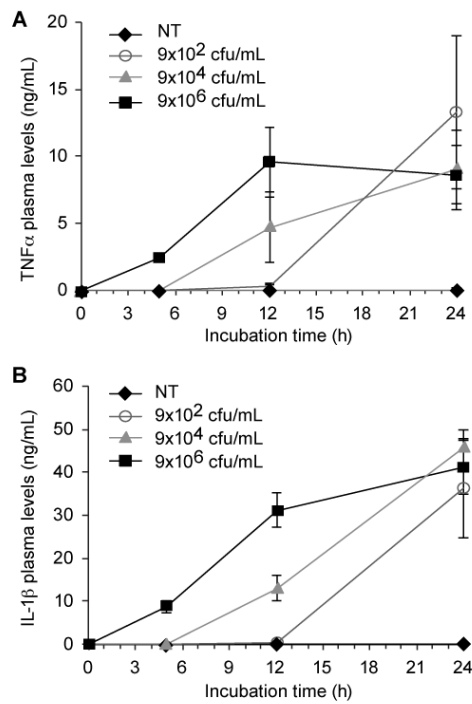 A
NT
9x10² cfu/mL
9x10⁴ cfu/mL
9x10⁶ cfu/mL
TNFα plasma levels (ng/mL)
20
15
10
5
0
0 3 6 9 12 15 18 21 24
Incubation time (h)
B
NT
9x10² cfu/mL
9x10⁴ cfu/mL
9x10⁶ cfu/mL
IL-1β plasma levels (ng/mL)
60
50
40
30
20
10
0
0 3 6 9 12 15 18 21 24
Incubation time (h)